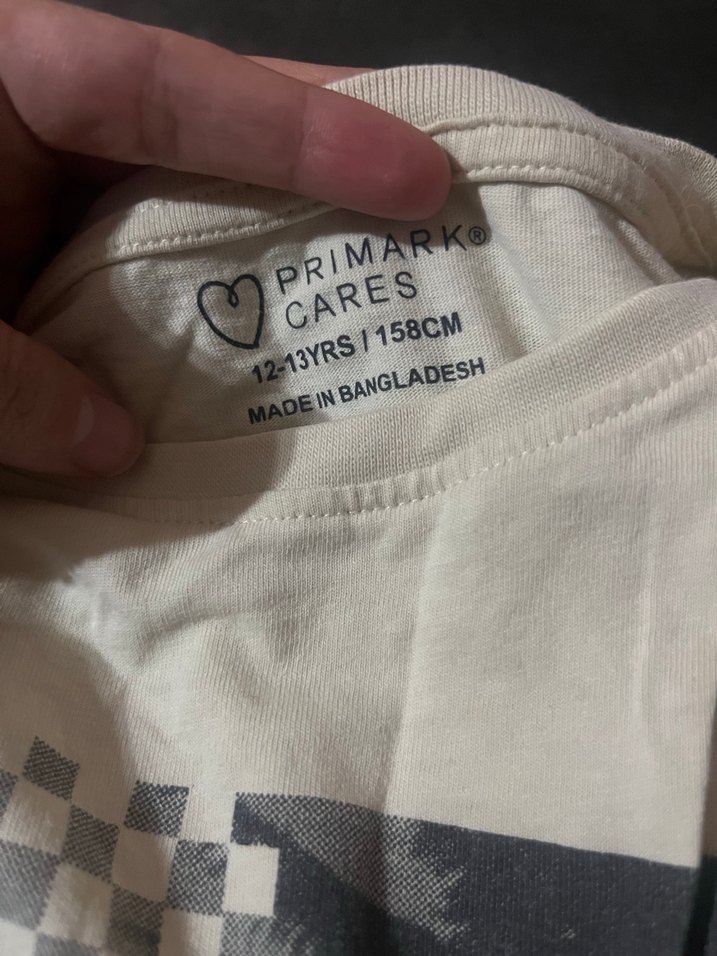 PRIMARK®
CARES
12-13YRS / 158CM
MADE IN BANGLADESH